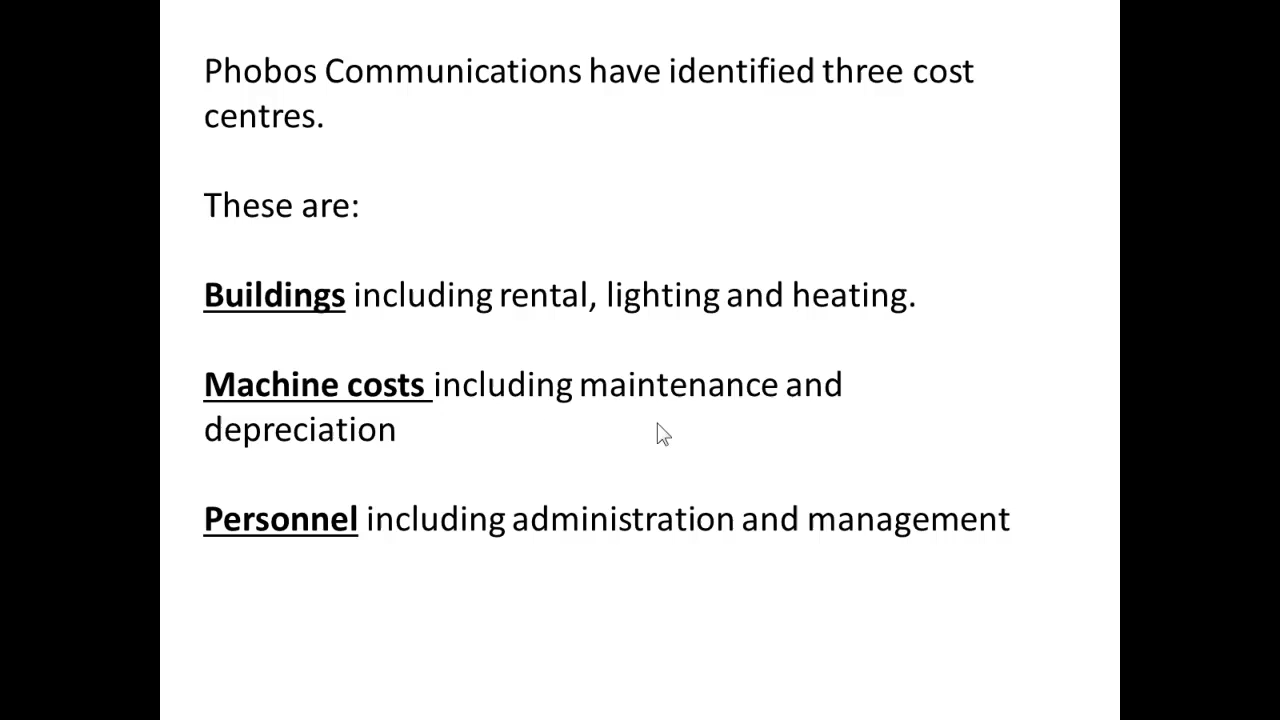 Phobos Communications have identified three cost
centres.
These are:
Buildings including rental, lighting and heating.
Machine costs including maintenance and
depreciation
Personnel including administration and management